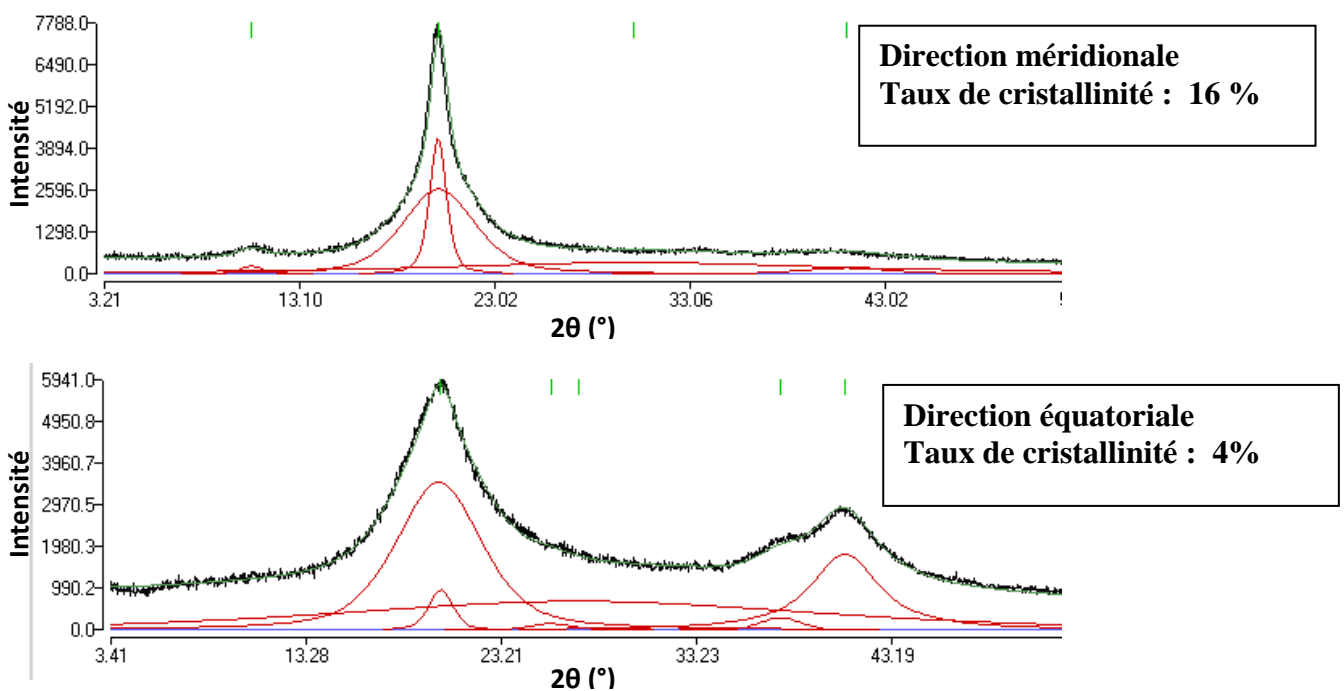 7788.0
6490.0
5192.0
3894.0
2596.0
1298.0
0.0
Intensité
Direction méridionale
Taux de cristallinité : 16 %
3.21 13.10 23.02 33.06 43.02
2θ (°)
5941.0
4950.8
3960.7
2970.5
1980.3
990.2
0.0
Intensité
Direction équatoriale
Taux de cristallinité : 4%
3.41 13.28 23.21 33.23 43.19
2θ (°)